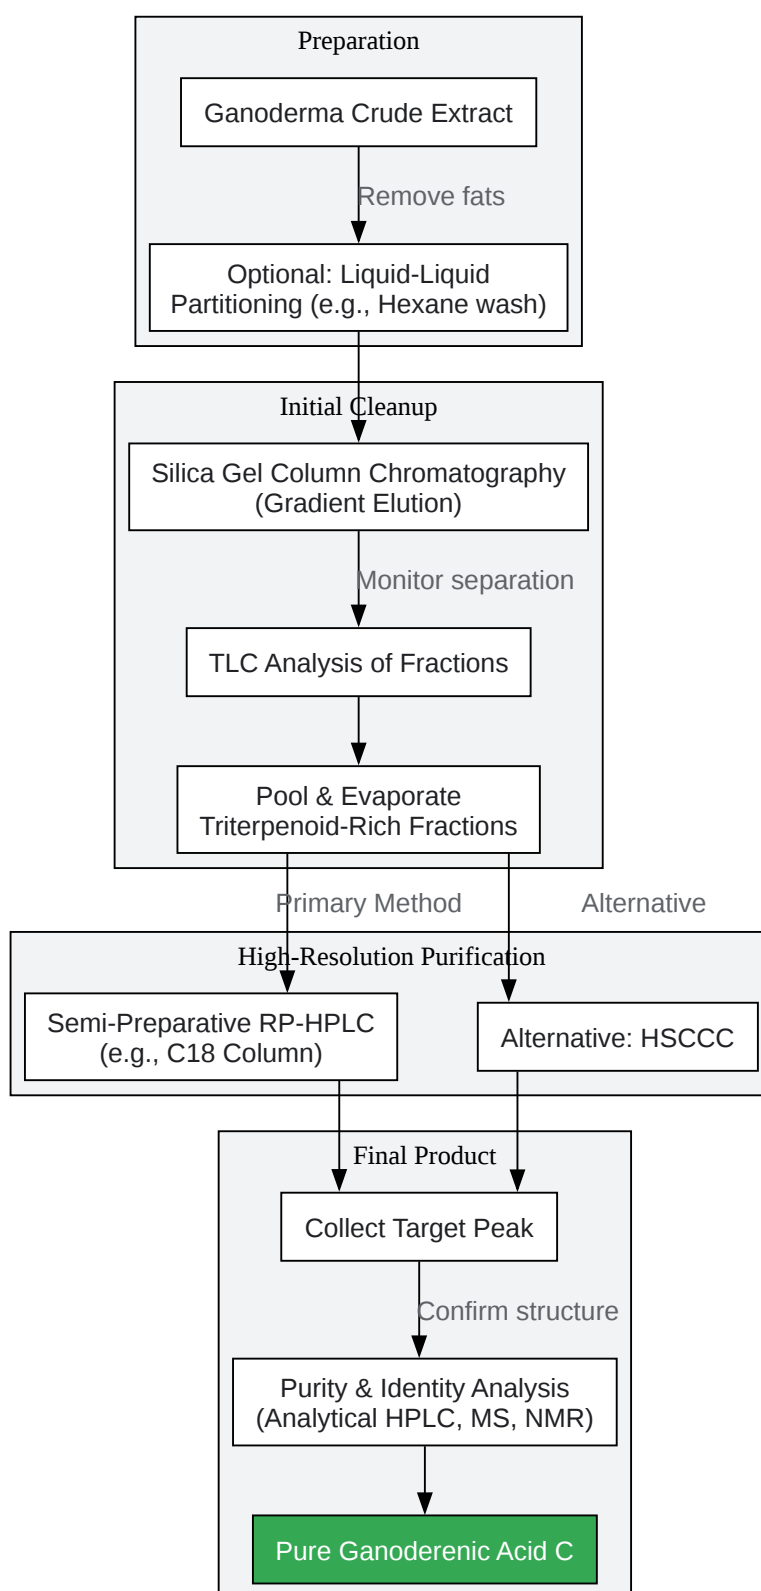 Preparation
Ganoderma Crude Extract
Remove fats
Optional: Liquid-Liquid
Partitioning (e.g., Hexane wash)
Initial Cleanup
Silica Gel Column Chromatography
(Gradient Elution)
Monitor separation
TLC Analysis of Fractions
Pool & Evaporate
Triterpenoid-Rich Fractions
Primary Method
Alternative
High-Resolution Purification
Semi-Preparative RP-HPLC
(e.g., C18 Column)
Alternative: HSCCC
Final Product
Collect Target Peak
Confirm structure
Purity & Identity Analysis
(Analytical HPLC, MS, NMR)
Pure Ganoderenic Acid C